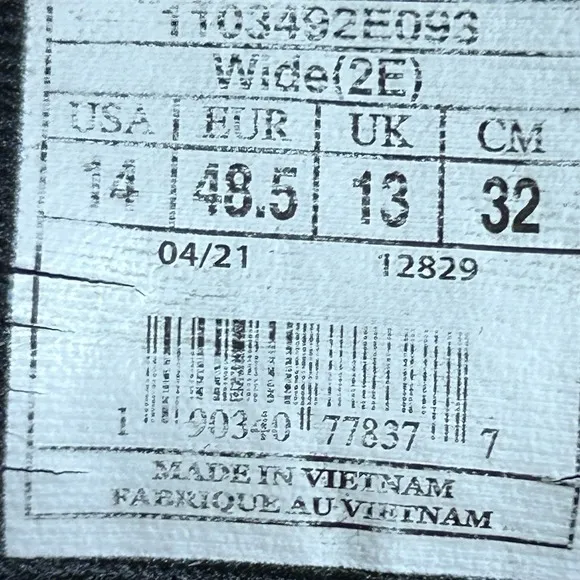 1103492E093
Wide(2E)
USA EUR UK CM
14 48.5 13 32
04/21 12829
1 77837 7
MADE IN VIETNAM
FABRIQUE AU VIETNAM